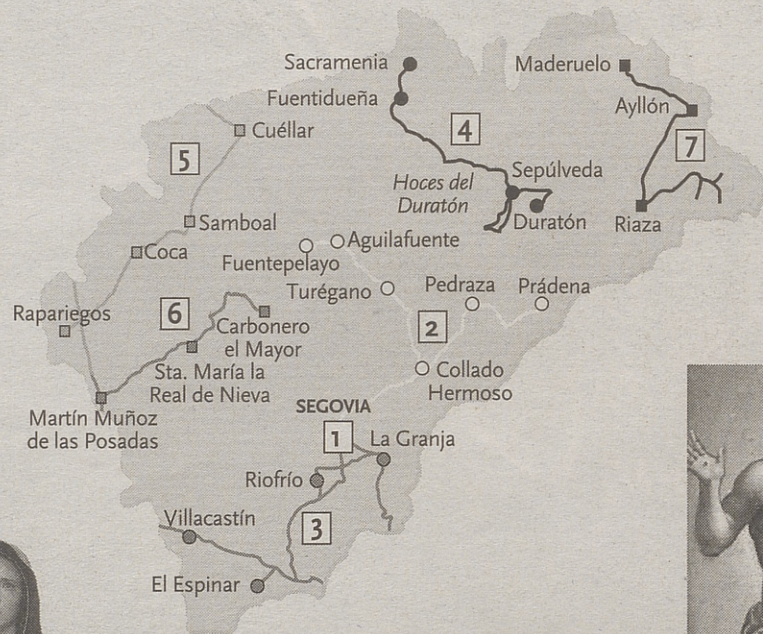 Sacramenia
Maderuelo
Fuentidueña
Ayllón
Cuéllar
4
7
5
Sepúlveda
Hoces del
Duratón
Samboal
Duratón
Riaza
Coca
Aguilafuente
Fuentepelayo
Turégano
Pedraza
Prádena
Rapariegos
6
Carbonero
el Mayor
2
Sta. María la
Real de Nieva
Collado
Hermoso
SEGOVIA
Martín Muñoz
de las Posadas
1
La Granja
Riofrío
Villacastín
3
El Espinar